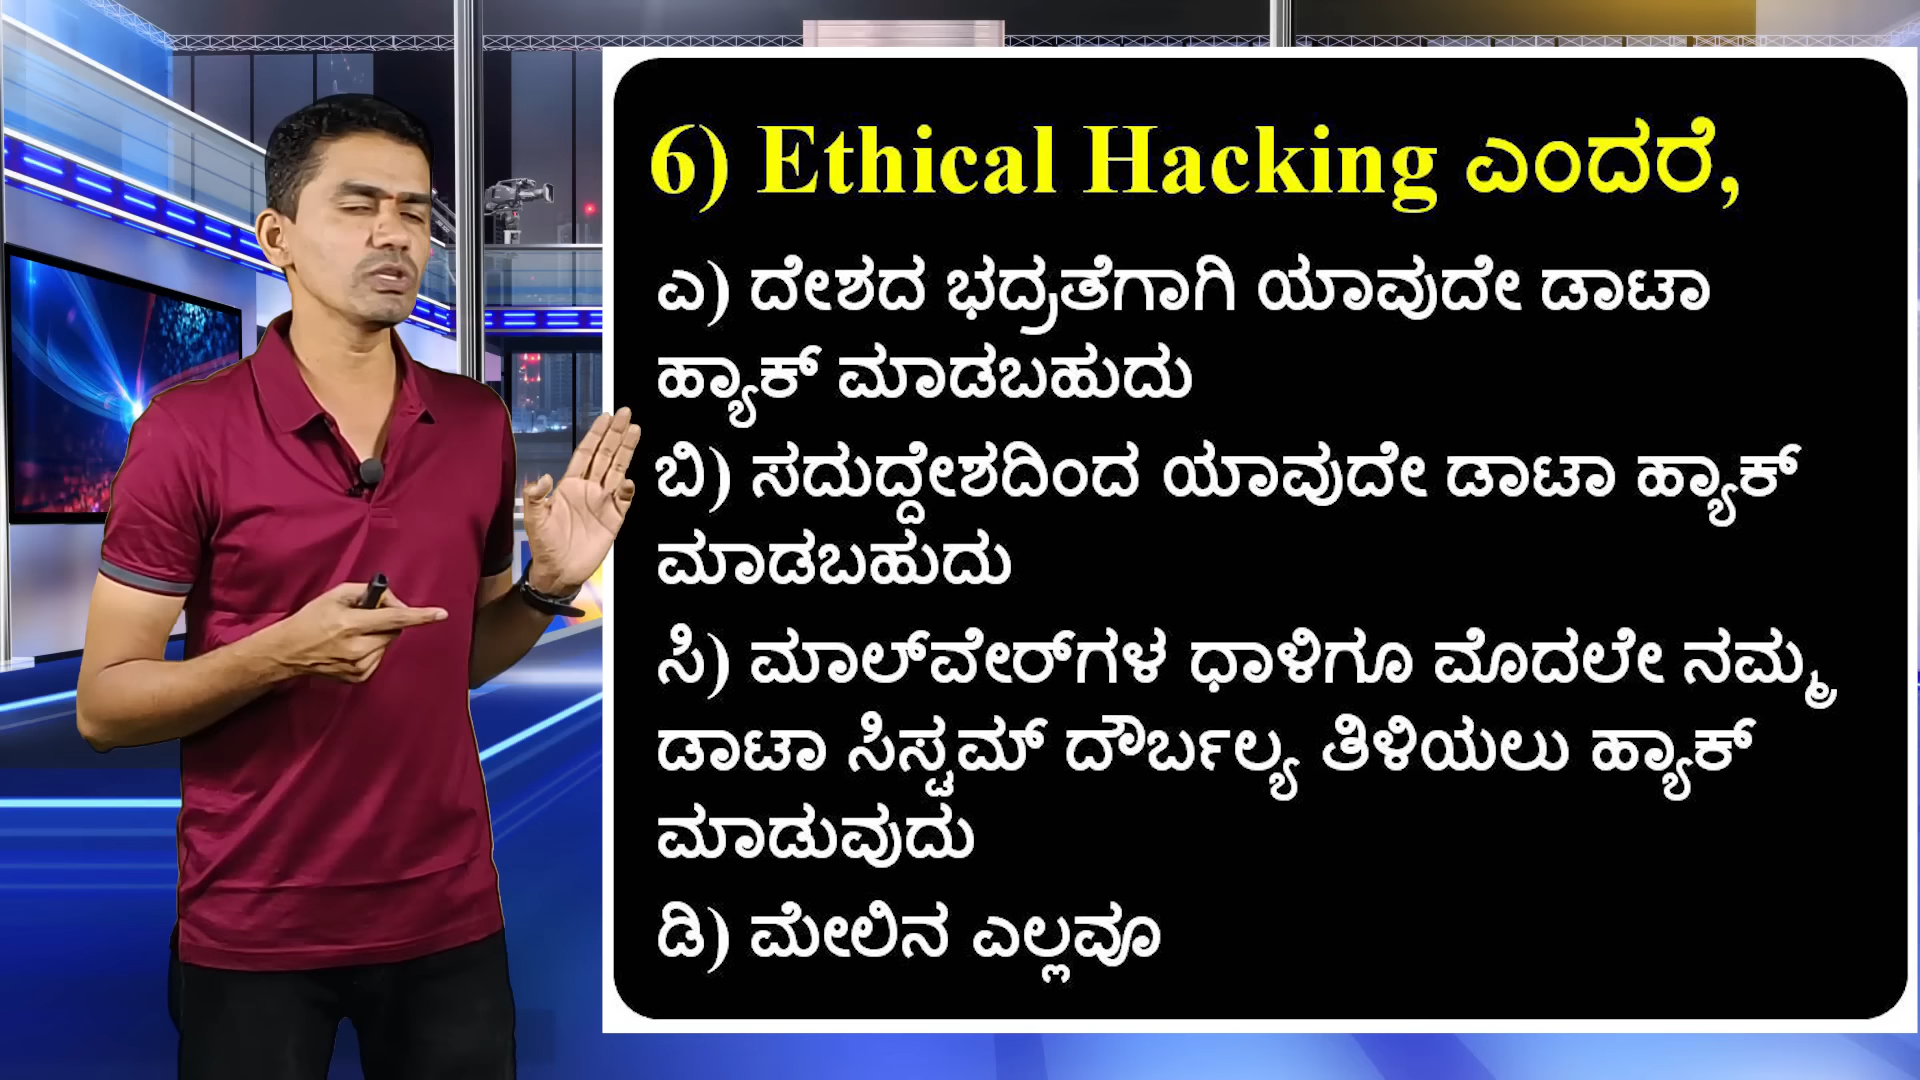 6) Ethical Hacking ಎಂದರೆ,
ಎ) ದೇಶದ ಭದ್ರತೆಗಾಗಿ ಯಾವುದೇ ಡಾಟಾ
ಹ್ಯಾಕ್ ಮಾಡಬಹುದು
ಬಿ) ಸದುದ್ದೇಶದಿಂದ ಯಾವುದೇ ಡಾಟಾ ಹ್ಯಾಕ್
ಮಾಡಬಹುದು
ಸಿ) ಮಾಲ್‌ವೇರ್‌ಗಳ ಧಾಳಿಗೂ ಮೊದಲೇ ನಮ್ಮ
ಡಾಟಾ ಸಿಸ್ಟಮ್ ದೌರ್ಬಲ್ಯ ತಿಳಿಯಲು ಹ್ಯಾಕ್
ಮಾಡುವುದು
ಡಿ) ಮೇಲಿನ ಎಲ್ಲವೂ